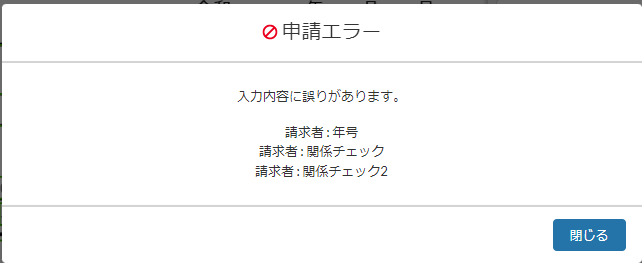 申請エラー
入力内容に誤りがあります。
請求者:年号
請求者:関係チェック
請求者:関係チェック2
閉じる